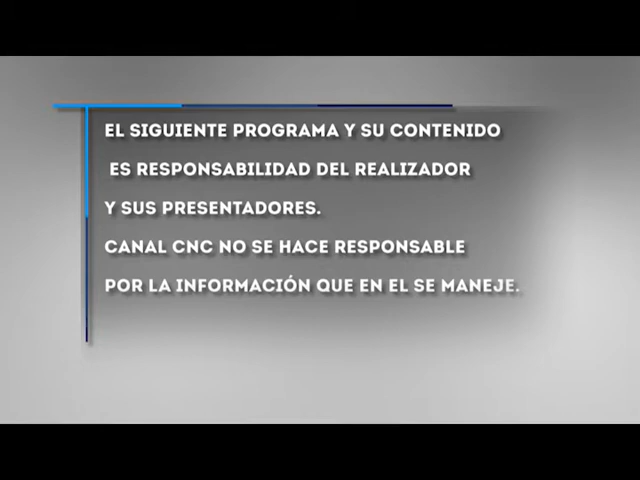 EL SIGUIENTE PROGRAMA Y SU CONTENIDO
ES RESPONSABILIDAD DEL REALIZADOR
Y SUS PRESENTADORES.
CANAL CNC NO SE HACE RESPONSABLE
POR LA INFORMACIÓN QUE EN EL SE MANEJE.